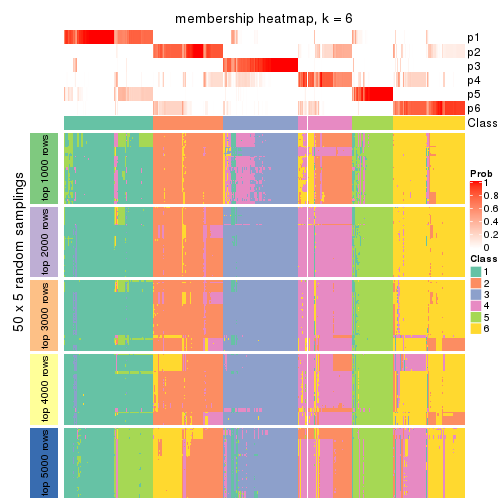 membership heatmap, k = 6
p1
p2
p3
p4
p5
p6
Class
50 x 5 random samplings
top 1000 rows
top 2000 rows
top 3000 rows
top 4000 rows
top 5000 rows
Prob
1
0.8
0.6
0.4
0.2
0
Class
1
2
3
4
5
6